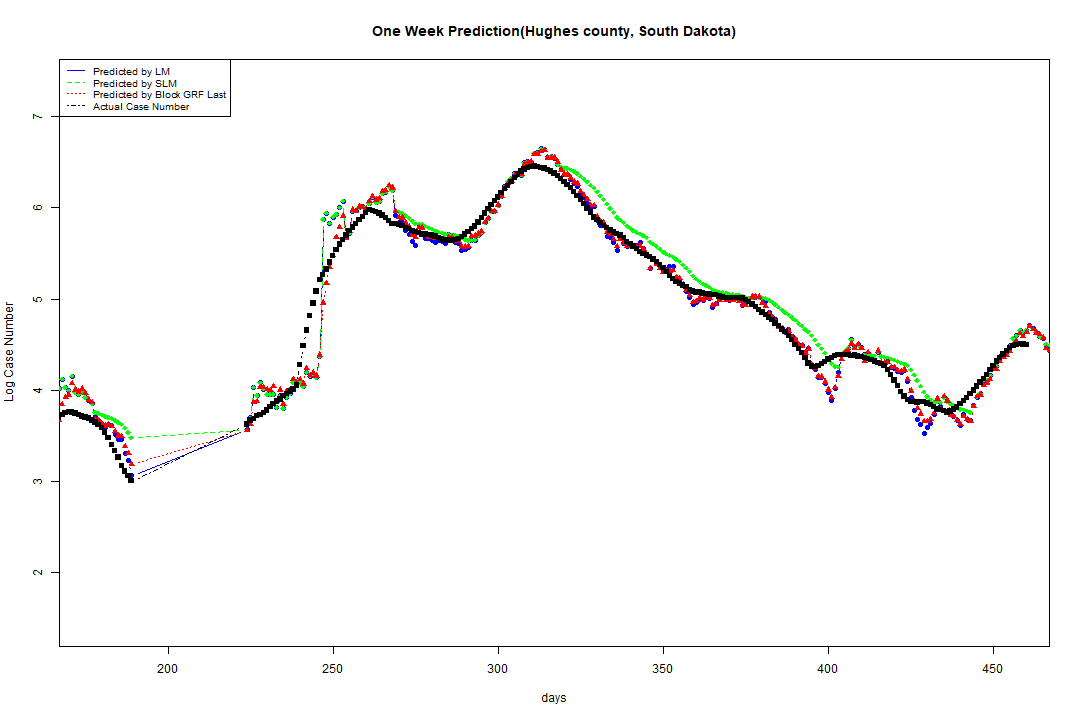 One Week Prediction(Hughes county, South Dakota)
Predicted by LM
Predicted by SLM
Predicted by Block GRF Last
Actual Case Number
Log Case Number
7
6
5
4
3
2
200 250 300 350 400 450
days